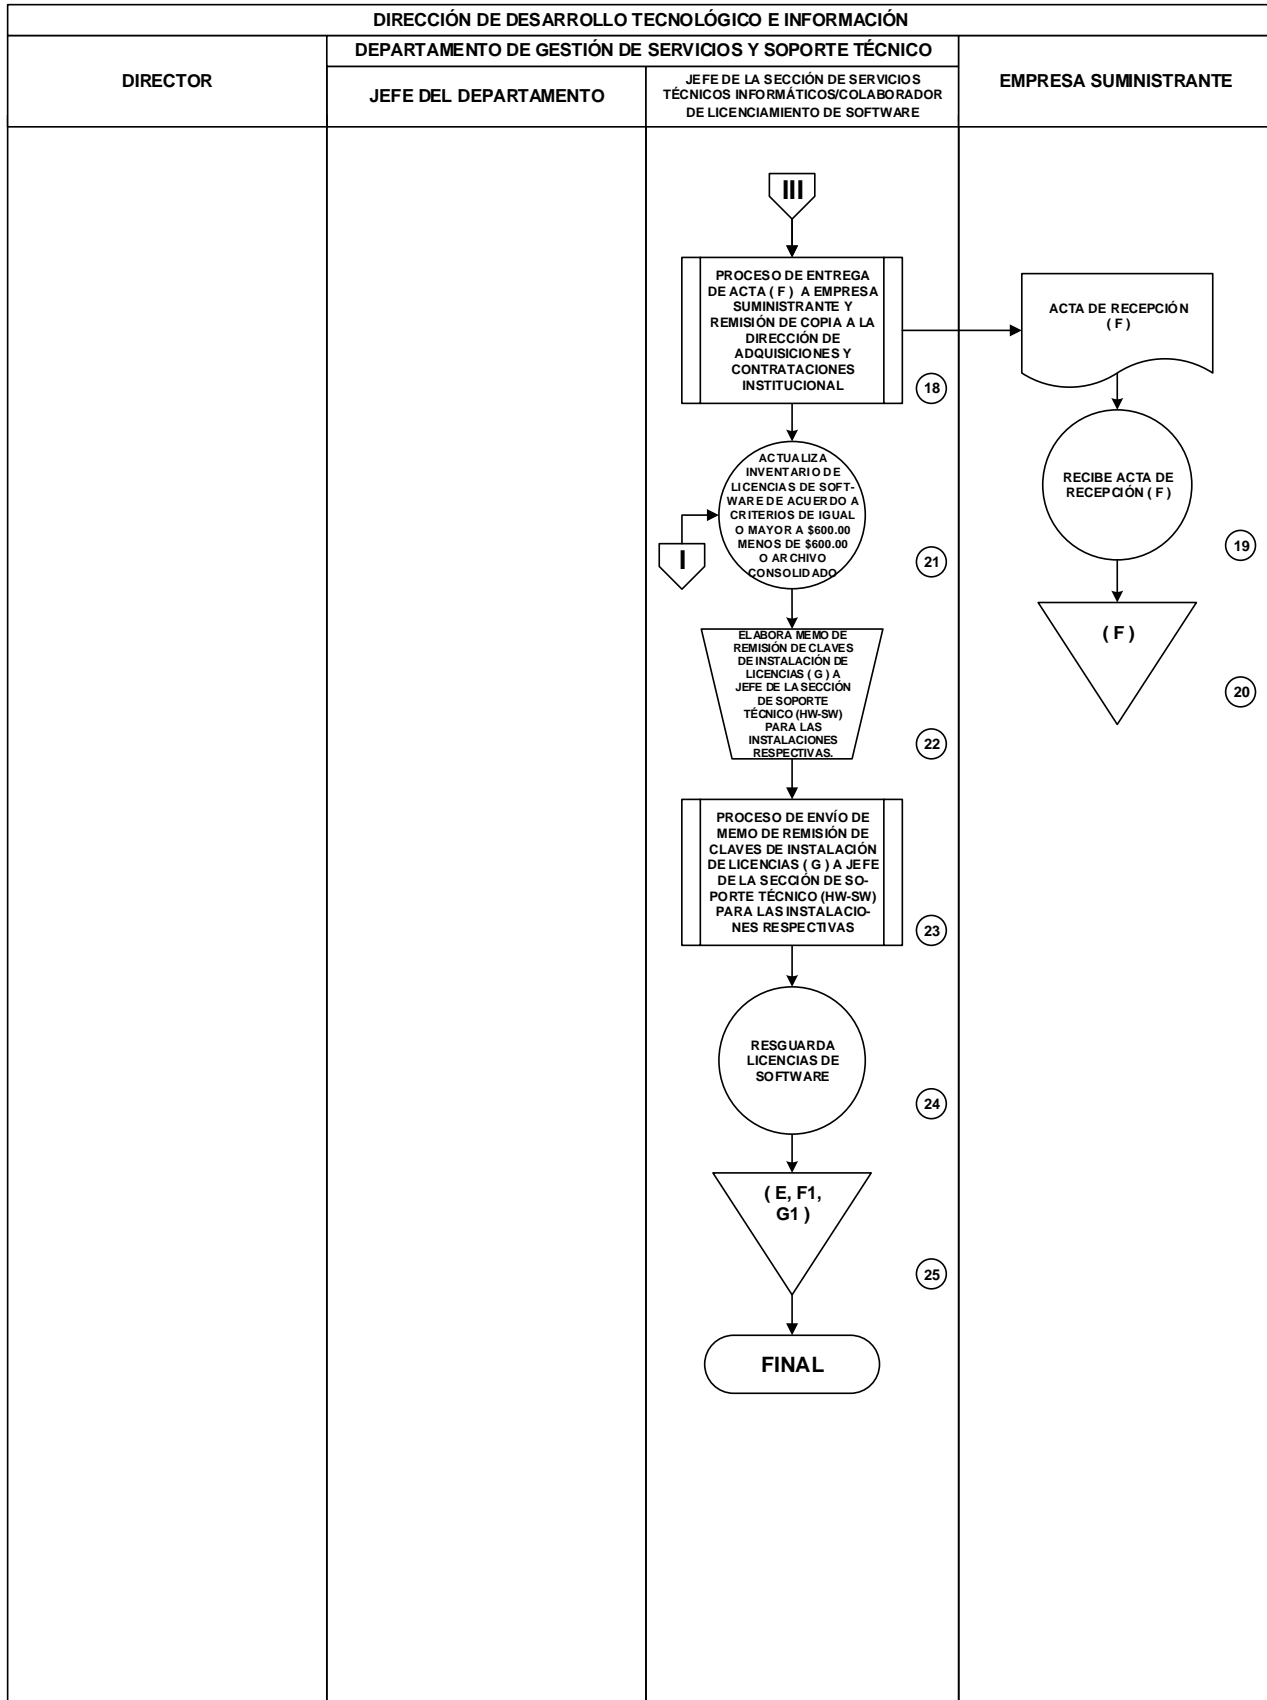 DIRECCIÓN DE DESARROLLO TECNOLÓGICO E INFORMACIÓN
DIRECTOR
DEPARTAMENTO DE GESTIÓN DE SERVICIOS Y SOPORTE TÉCNICO
JEFE DEL DEPARTAMENTO
JEFE DE LA SECCIÓN DE SERVICIOS
TÉCNICOS INFORMÁTICOS/COLABORADOR
DE LICENCIAMIENTO DE SOFTWARE
EMPRESA SUMINISTRANTE
III
PROCESO DE ENTREGA
DE ACTA ( F ) A EMPRESA
SUMINISTRANTE Y
REMISIÓN DE COPIA A LA
DIRECCIÓN DE
ADQUISICIONES Y
CONTRATACIONES
INSTITUCIONAL
18
ACTA DE RECEPCIÓN
( F )
RECIBE ACTA DE
RECEPCIÓN ( F )
19
( F )
20
ACTUALIZA
INVENTARIO DE
LICENCIAS DE SOFT-
WARE DE ACUERDO A
CRITERIOS DE IGUAL
O MAYOR A $600.00
MENOS DE $600.00
O ARCHIVO
CONSOLIDADO
I
21
ELABORA MEMO DE
REMISIÓN DE CLAVES
DE INSTALACIÓN DE
LICENCIAS ( G ) A
JEFE DE LA SECCIÓN
DE SOPORTE
TÉCNICO (HW-SW)
PARA LAS
INSTALACIONES
RESPECTIVAS.
22
PROCESO DE ENVÍO DE
MEMO DE REMISIÓN DE
CLAVES DE INSTALACIÓN
DE LICENCIAS ( G ) A JEFE
DE LA SECCIÓN DE SO-
PORTE TÉCNICO (HW-SW)
PARA LAS INSTALACIO-
NES RESPECTIVAS
23
RESGUARDA
LICENCIAS DE
SOFTWARE
24
( E, F1,
G1 )
25
FINAL